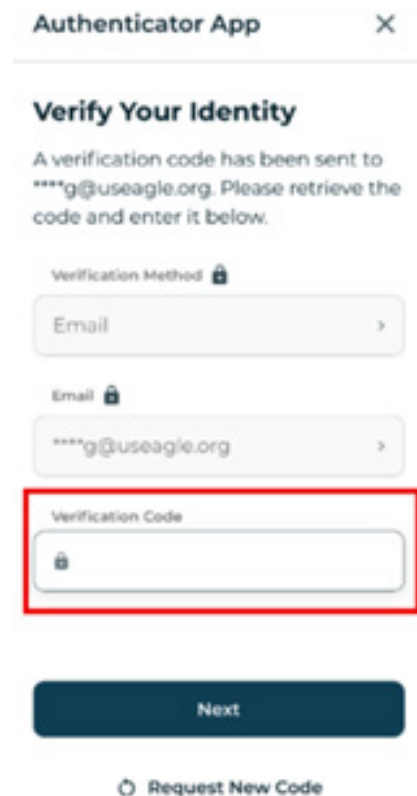 Authenticator App
Verify Your Identity
A verification code has been sent to
****g@useagle.org. Please retrieve the
code and enter it below.
Verification Method
Email
Email
****g@useagle.org
Verification Code
Next
Request New Code